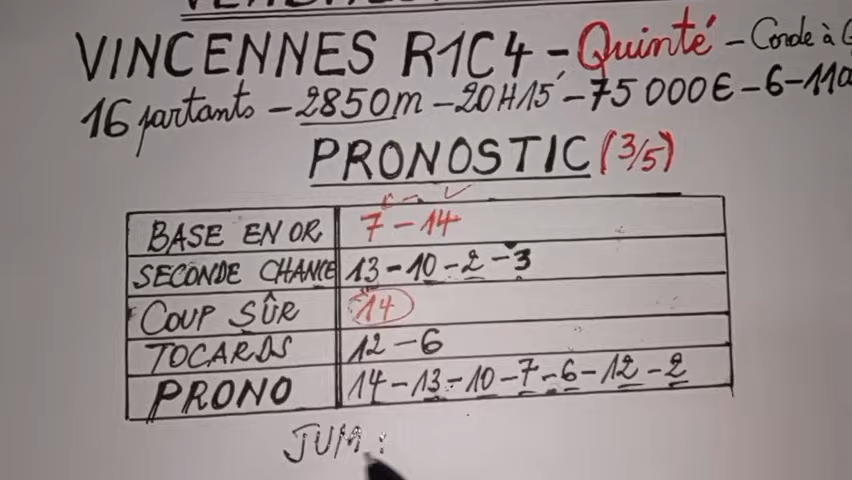 VINCENNES R1C4 - Quinté - Corde à
16 partants - 2850m - 20H15 - 75 000€ - 6 - 11a
PRONOSTIC (3/5)
BASE EN OR 7 - 14
SECONDE CHANCE 13 - 10 - 2 - 3
COUP SÛR 14
TOCARDS 12 - 6
PRONO 14 - 13 - 10 - 7 - 6 - 12 - 2
JUM :